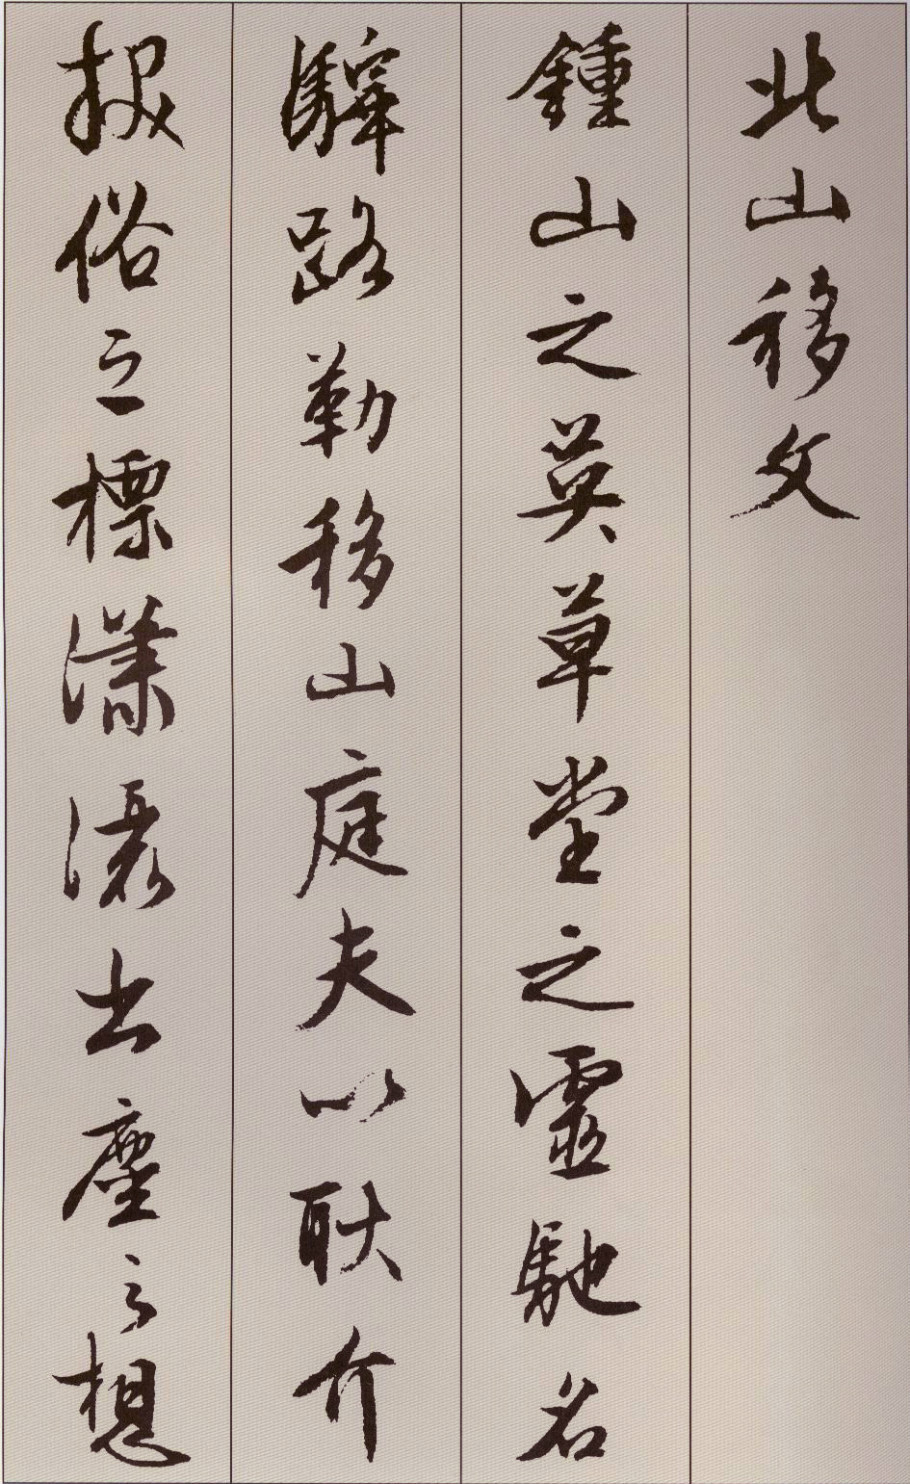 北山移文
鍾山之英草堂之靈馳名
驛路勒移山庭夫以耿介
拔俗之標瀟灑出塵之想